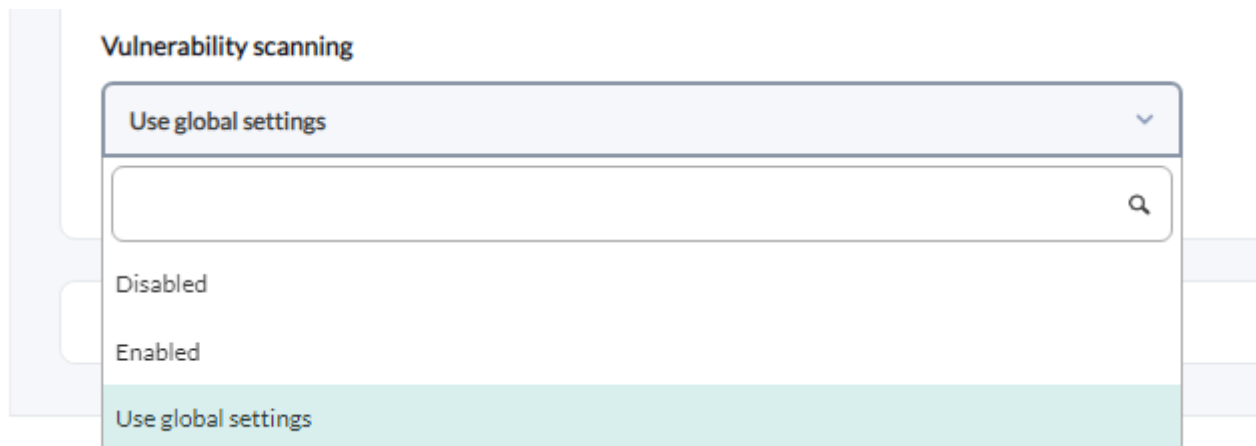 Vulnerability scanning
Use global settings
Disabled
Enabled
Use global settings